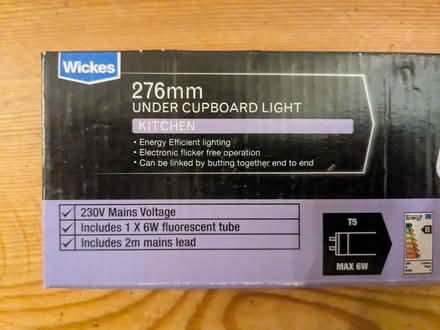 Wickes
276mm
UNDER CUPBOARD LIGHT
KITCHEN
• Energy Efficient lighting
• Electronic flicker free operation
• Can be linked by butting together end to end
✓ 230V Mains Voltage
✓ Includes 1 X 6W fluorescent tube
✓ Includes 2m mains lead
T5
MAX 6W
Energy
B